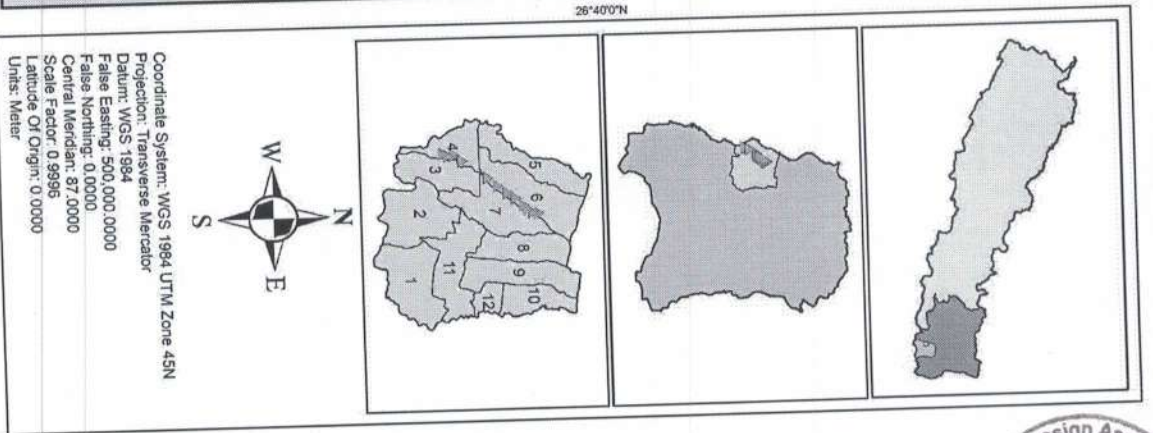 26°40'0"N
5
6
4
3
7
2
8
9
10
11
12
1
N
W
E
S
Coordinate System: WGS 1984 UTM Zone 45N
Projection: Transverse Mercator
Datum: WGS 1984
False Easting: 500,000.0000
False Northing: 0.0000
Central Meridian: 87.0000
Scale Factor: 0.9996
Latitude Of Origin: 0.0000
Units: Meter